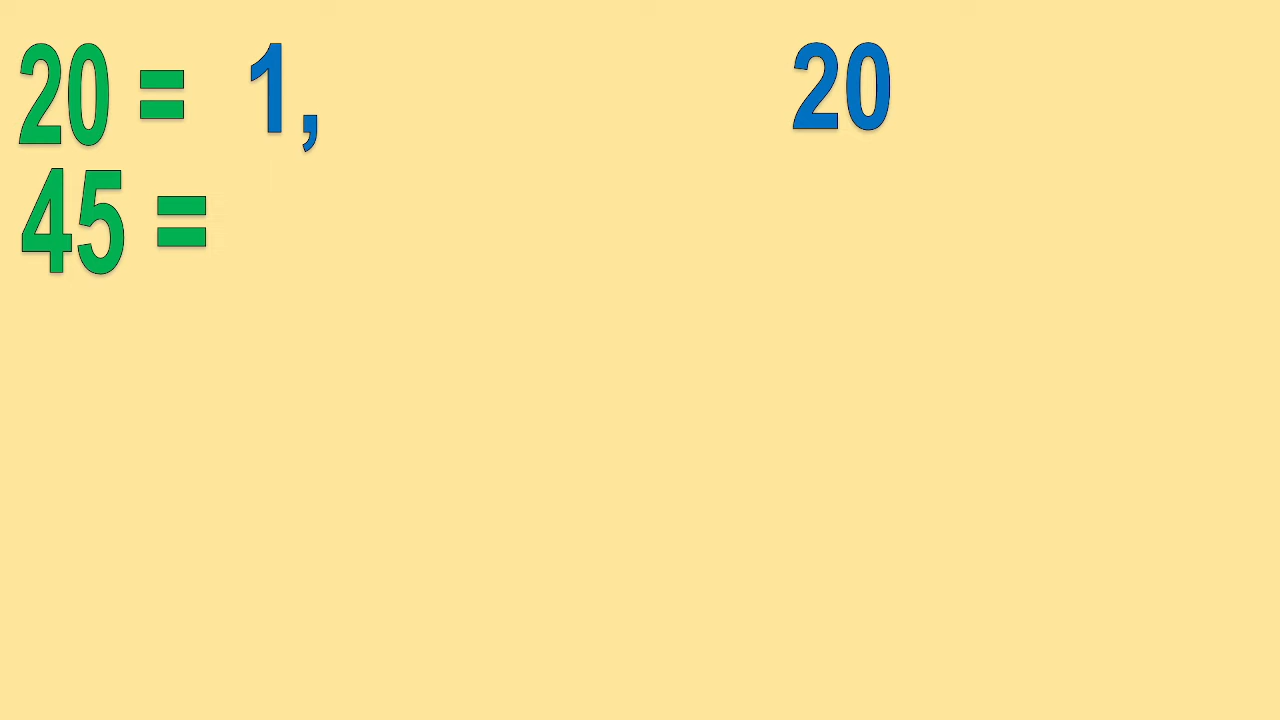 20 = 1, 20
45 =